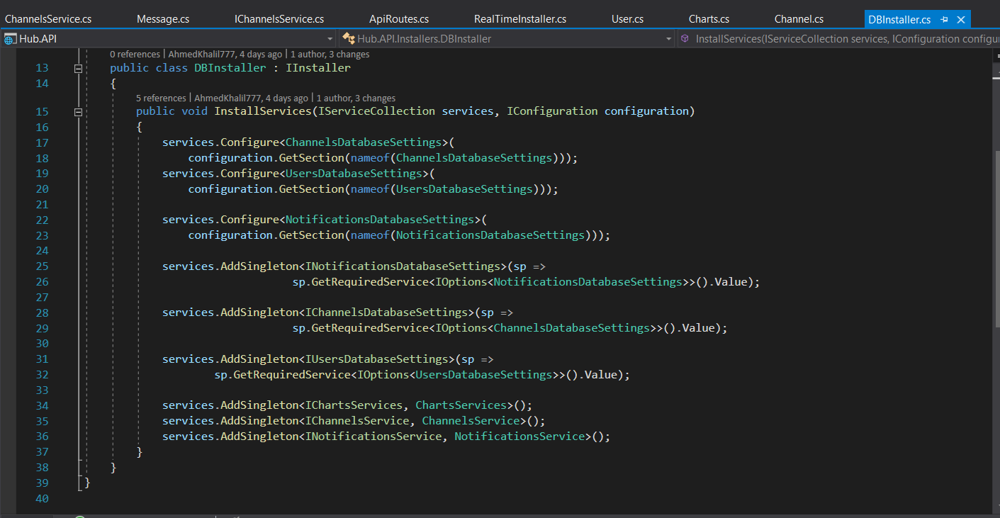 ChannelsService.cs Message.cs IChannelsService.cs ApiRoutes.cs RealTimeInstaller.cs User.cs Charts.cs Channel.cs DBInstaller.cs
Hub.API Hub.API.Installers.DBInstaller InstallServices(IServiceCollection services, IConfiguration configu
0 references | AhmedKhalil777, 4 days ago | 1 author, 3 changes
13 public class DBInstaller : IInstaller
14 {
5 references | AhmedKhalil777, 4 days ago | 1 author, 3 changes
15 public void InstallServices(IServiceCollection services, IConfiguration configuration)
16 {
17 services.Configure<ChannelsDatabaseSettings>(
18 configuration.GetSection(nameof(ChannelsDatabaseSettings)));
19 services.Configure<UsersDatabaseSettings>(
20 configuration.GetSection(nameof(UsersDatabaseSettings)));
21
22 services.Configure<NotificationsDatabaseSettings>(
23 configuration.GetSection(nameof(NotificationsDatabaseSettings)));
24
25 services.AddSingleton<INotificationsDatabaseSettings>(sp =>
26 sp.GetRequiredService<IOptions<NotificationsDatabaseSettings>>().Value);
27
28 services.AddSingleton<IChannelsDatabaseSettings>(sp =>
29 sp.GetRequiredService<IOptions<ChannelsDatabaseSettings>>().Value);
30
31 services.AddSingleton<IUsersDatabaseSettings>(sp =>
32 sp.GetRequiredService<IOptions<UsersDatabaseSettings>>().Value);
33
34 services.AddSingleton<IChartsServices, ChartsServices>();
35 services.AddSingleton<IChannelsService, ChannelsService>();
36 services.AddSingleton<INotificationsService, NotificationsService>();
37 }
38 }
39 }
40